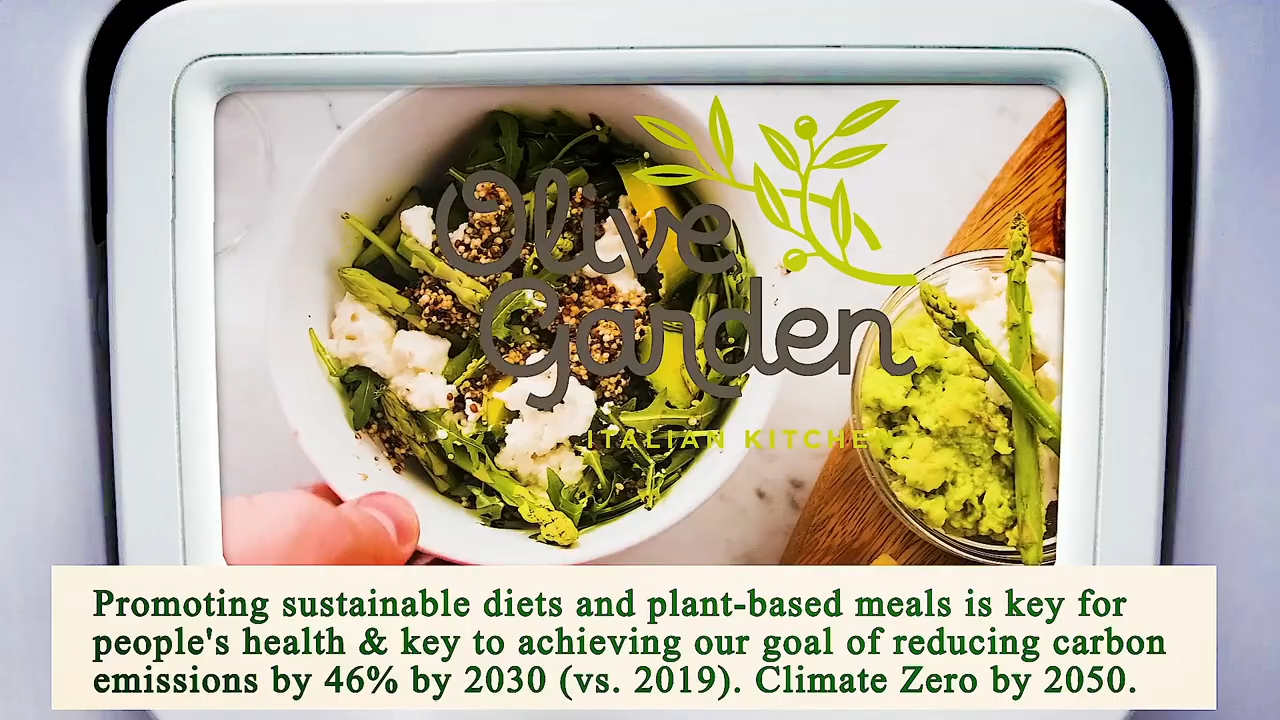 Olive
Garden
ITALIAN KITCHEN
Promoting sustainable diets and plant-based meals is key for
people's health & key to achieving our goal of reducing carbon
emissions by 46% by 2030 (vs. 2019). Climate Zero by 2050.